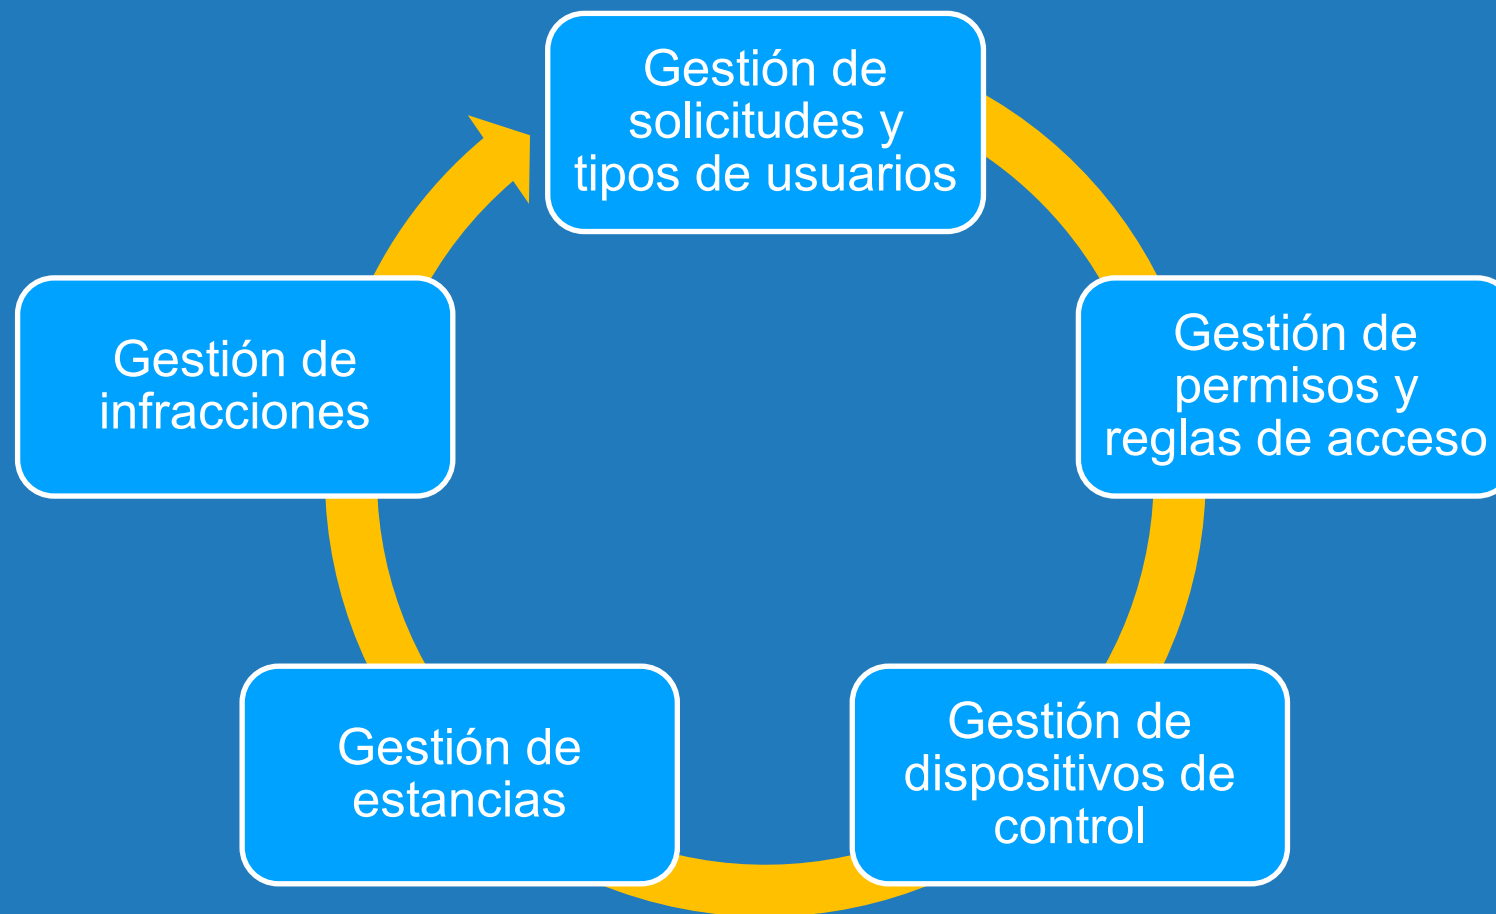 Gestión de
solicitudes y
tipos de usuarios
Gestión de
permisos y
reglas de acceso
Gestión de
dispositivos de
control
Gestión de
estancias
Gestión de
infracciones